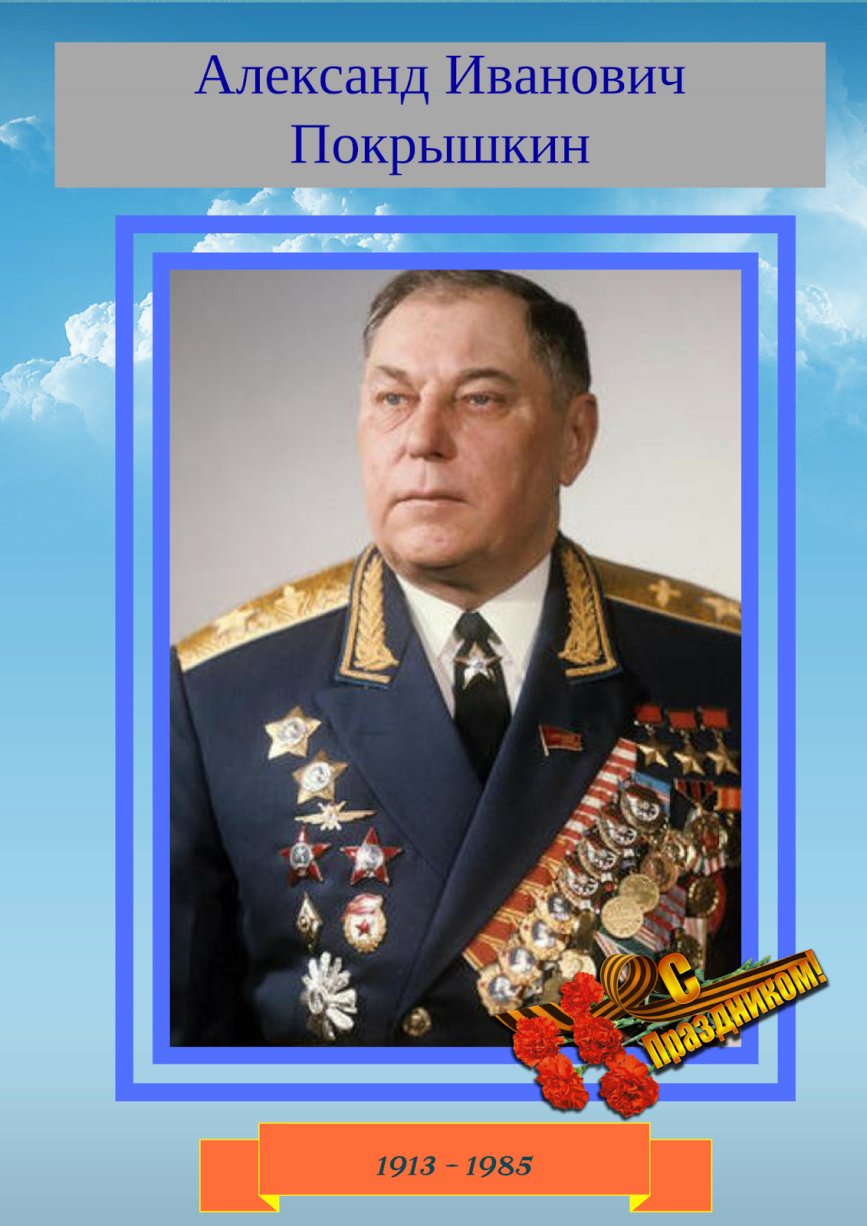 Александ Иванович
Покрышкин
С
Праздником!
1913 – 1985